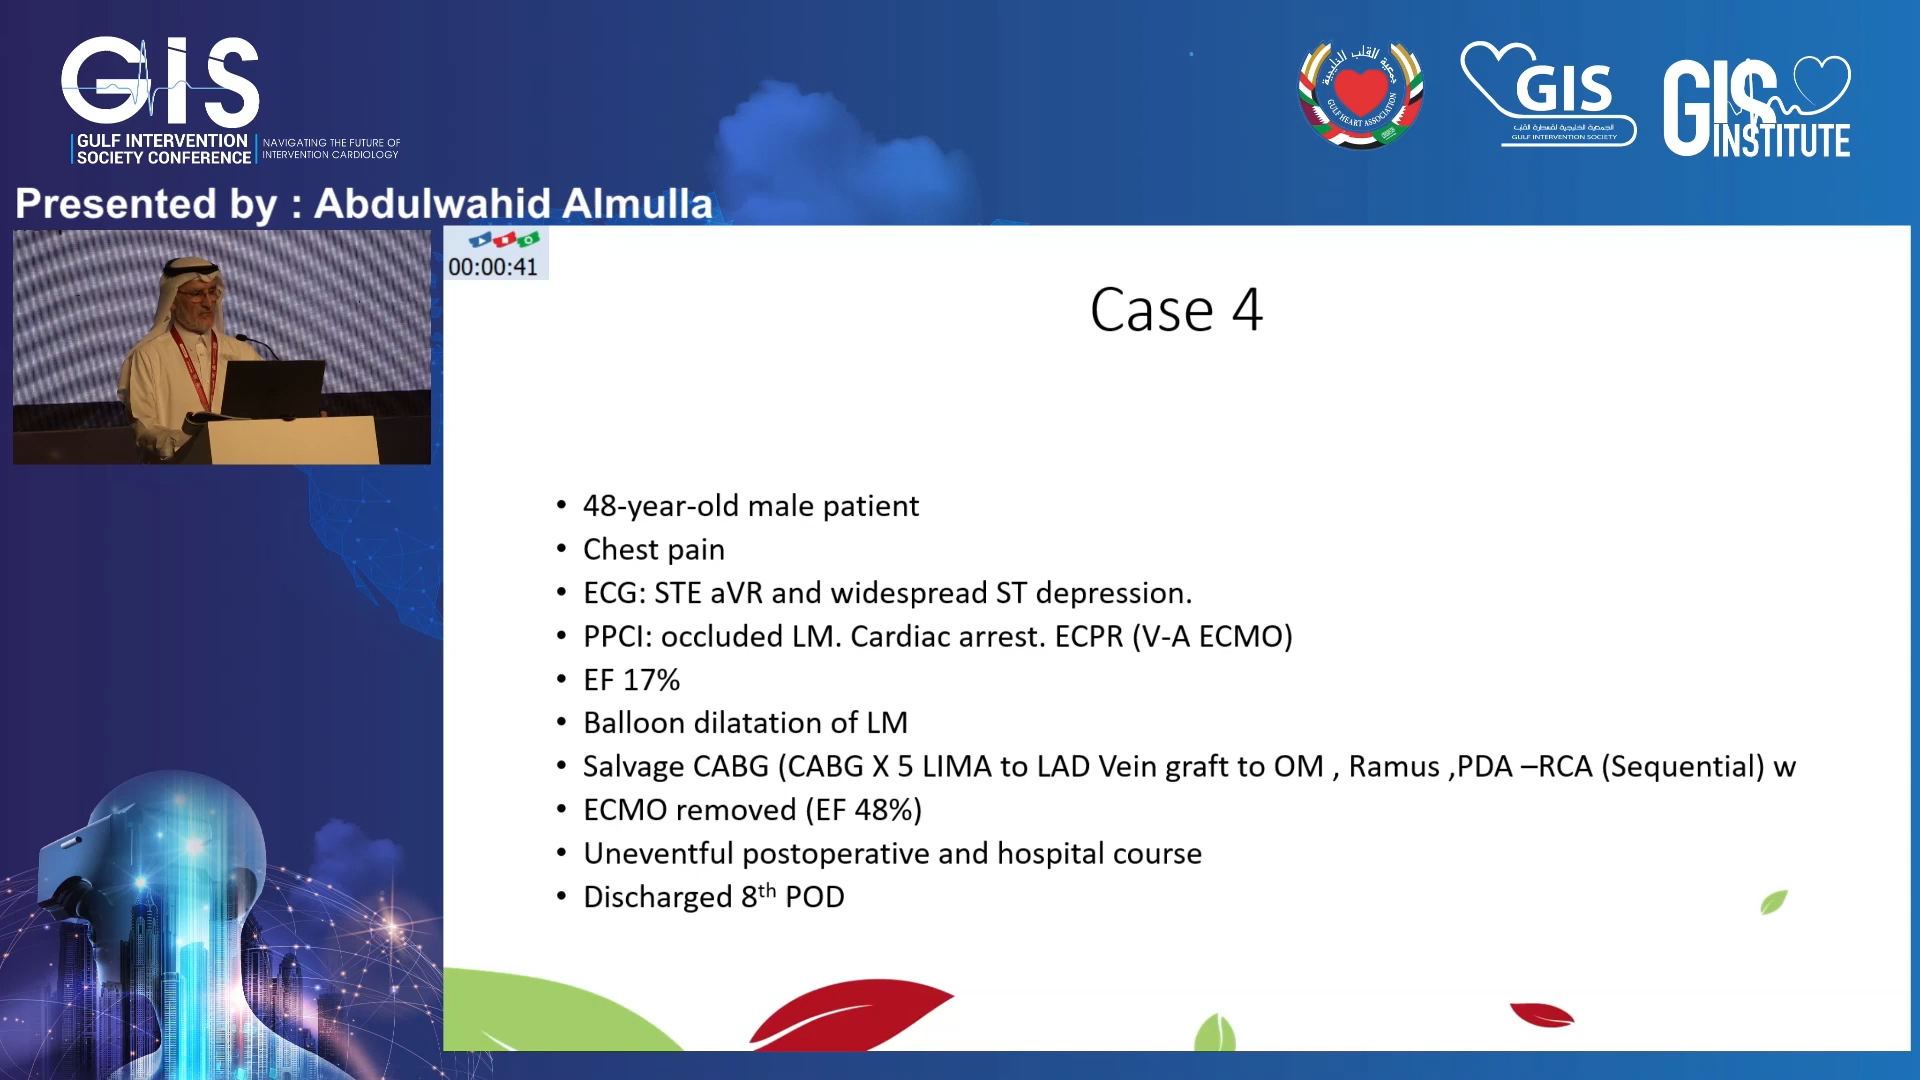 GIS
GULF INTERVENTION
SOCIETY CONFERENCE
NAVIGATING THE FUTURE OF
INTERVENTION CARDIOLOGY
جمعية القلب الخليجية
GULF HEART ASSOCIATION
GIS
الجمعية الخليجية لقسطرة القلب
GULF INTERVENTION SOCIETY
GIS
INSTITUTE
Presented by : Abdulwahid Almulla
00:00:41
Case 4
• 48-year-old male patient
• Chest pain
• ECG: STE aVR and widespread ST depression.
• PPCI: occluded LM. Cardiac arrest. ECPR (V-A ECMO)
• EF 17%
• Balloon dilatation of LM
• Salvage CABG (CABG X 5 LIMA to LAD Vein graft to OM , Ramus ,PDA –RCA (Sequential) w
• ECMO removed (EF 48%)
• Uneventful postoperative and hospital course
• Discharged 8th POD